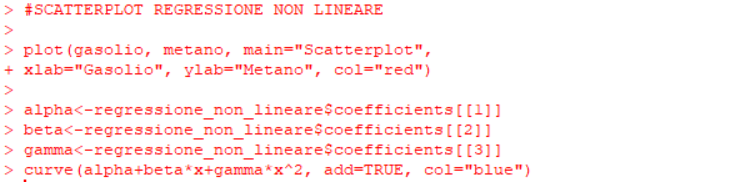 > #SCATTERPLOT REGRESSIONE NON LINEARE
>
> plot(gasolio, metano, main="Scatterplot",
+ xlab="Gasolio", ylab="Metano", col="red")
>
> alpha<-regressione_non_lineare$coefficients[[1]]
> beta<-regressione_non_lineare$coefficients[[2]]
> gamma<-regressione_non_lineare$coefficients[[3]]
> curve(alpha+beta*x+gamma*x^2, add=TRUE, col="blue")